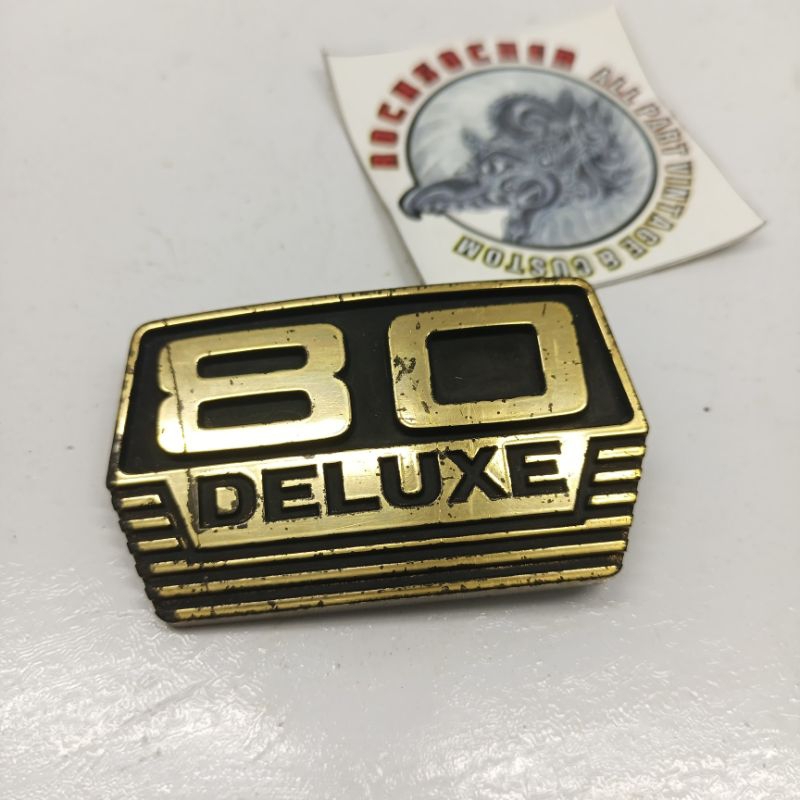 ALL PART VINTAGE & CUSTOM
80
DELUXE